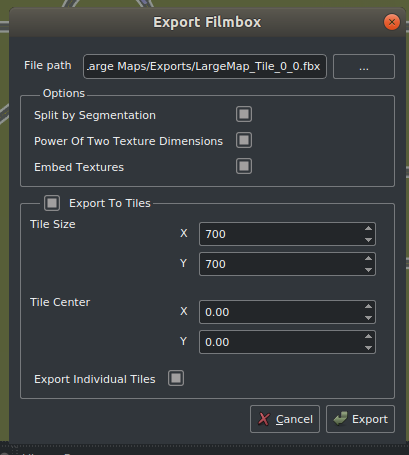 Export Filmbox
File path
.arge Maps/Exports/LargeMap_Tile_0_0.fbx
...
Options
Split by Segmentation
Power Of Two Texture Dimensions
Embed Textures
Export To Tiles
Tile Size
X 700
Y 700
Tile Center
X 0.00
Y 0.00
Export Individual Tiles
Cancel
Export